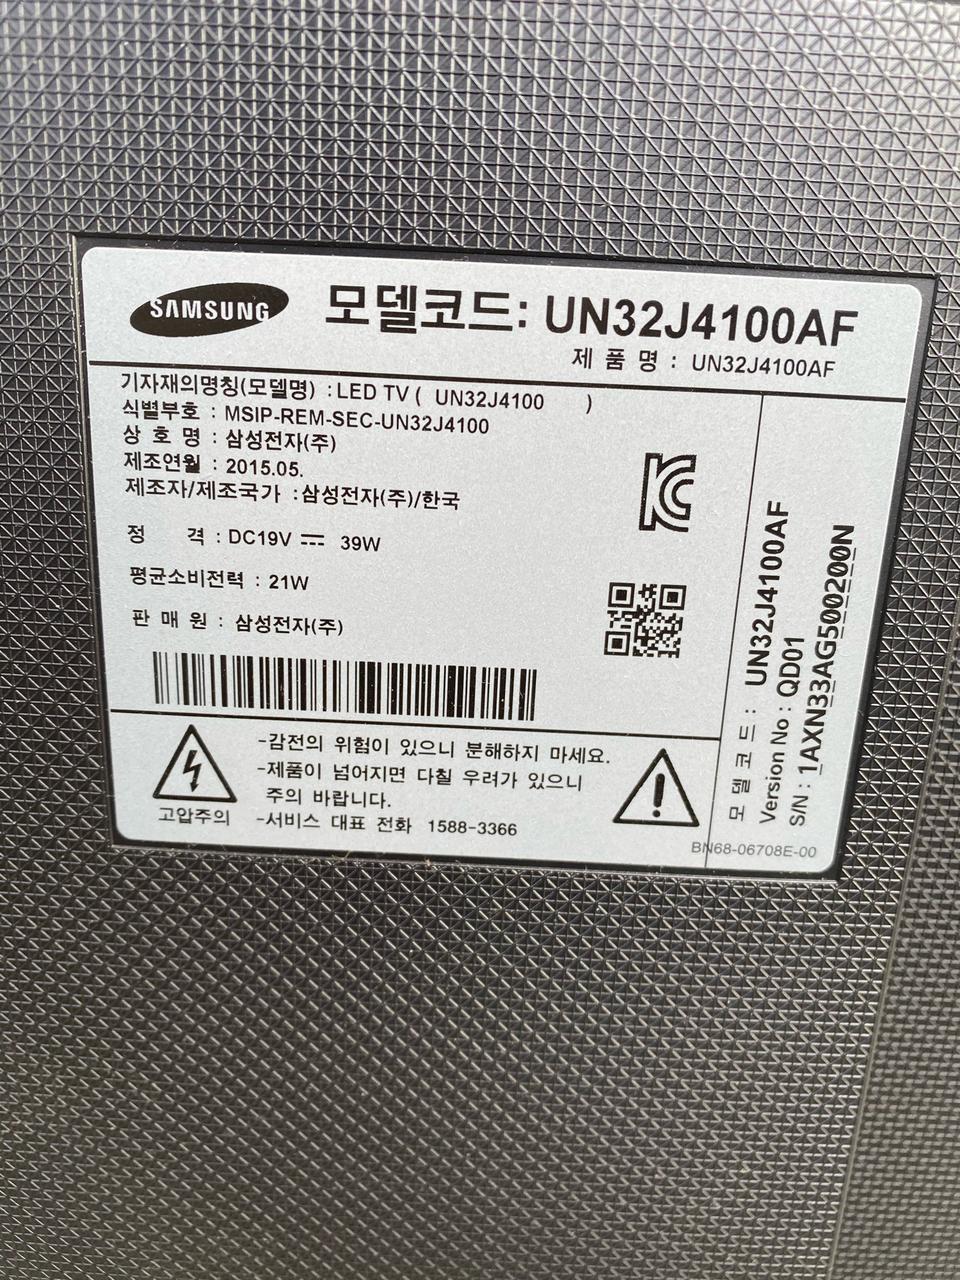 SAMSUNG
모델코드: UN32J4100AF
제 품 명 : UN32J4100AF
기자재의명칭(모델명) :LED TV ( UN32J4100 )
식별부호 : MSIP-REM-SEC-UN32J4100
상 호 명 : 삼성전자(주)
제조연월 : 2015.05.
제조자/제조국가 :삼성전자(주)/한국
정 격 : DC19V ⎓ 39W
평균소비전력 : 21W
판 매 원 : 삼성전자(주)
고압주의
-감전의 위험이 있으니 분해하지 마세요.
-제품이 넘어지면 다칠 우려가 있으니
주의 바랍니다.
-서비스 대표 전화 1588-3366
모 델 코 드 : UN32J4100AF
Version No : QD01
S/N : 1AXN33AG500200N
BN68-06708E-00